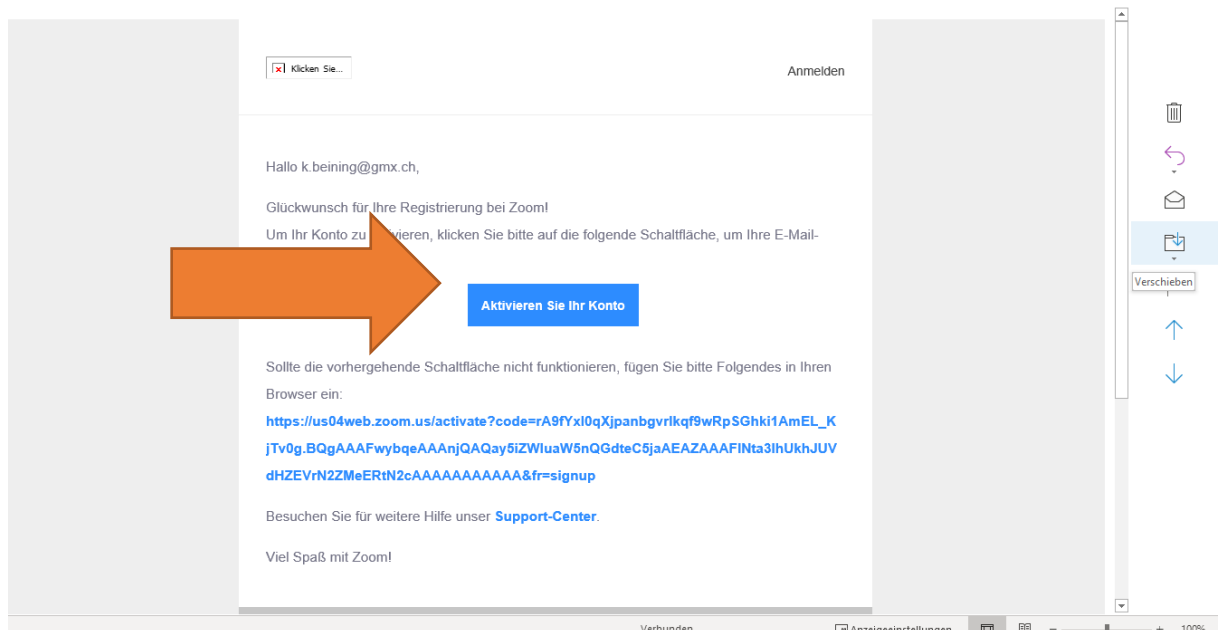 Klicken Sie...
Anmelden
Hallo k.beining@gmx.ch,
Glückwunsch für Ihre Registrierung bei Zoom!
Um Ihr Konto zu klicken Sie bitte auf die folgende Schaltfläche, um Ihre E-Mail-
Aktivieren Sie Ihr Konto
Verschieben
Sollte die vorhergehende Schaltfläche nicht funktionieren, fügen Sie bitte Folgendes in Ihren
Browser ein:
https://us04web.zoom.us/activate?code=rA9fYxl0qXjpanbgvrlkqf9wRpSGhki1AmEL_K
jTv0g.BQgAAAFwybqeAAAnjQAQay5iZWluaW5nQGdteC5jaAEAZAAAFlNta3lhUkhJUV
dHZEVrN2ZMeERtN2cAAAAAAAAAAA&fr=signup
Besuchen Sie für weitere Hilfe unser Support-Center.
Viel Spaß mit Zoom!
Verbunden
Anzeigeeinstellungen
100%